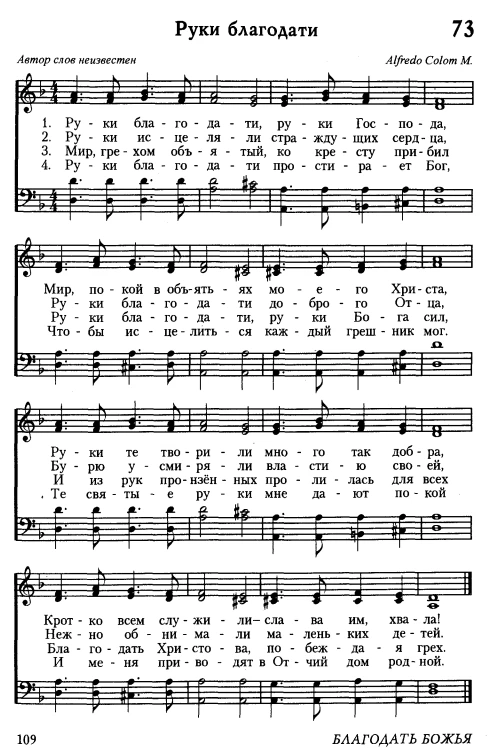 Руки благодати 73
Автор слов неизвестен Alfredo Colom M.
1. Ру - ки бла - го - да - ти, ру - ки Гос - по - да,
2. Ру - ки ис - це - ля - ли стра - жду - щих серд - ца,
3. Мир, гре - хом объ - я - тый, ко кре - сту при - бил
4. Ру - ки бла - го - да - ти про - сти - ра - ет Бог,
Мир, по - кой в объ-ять - ях мо - е - го Хри - ста,
Ру - ки бла - го - да - ти до - бро - го От - ца,
Ру - ки бла - го - да - ти, ру - ки Бо - га сил,
Что - бы ис - це - лить - ся каж - дый греш - ник мог.
Ру - ки те тво - ри - ли мно - го так доб - ра,
Бу - рю у - сми - ря - ли вла - сти - ю сво - ей,
И из рук про - нзён - ных про - ли - лась для всех
Те свя - ты - е ру - ки мне да - ют по - кой
Крот - ко всем слу - жи - ли – сла - ва им, хва - ла!
Неж - но об - ни - ма - ли ма - лень - ких де - тей.
Бла - го - дать Хри - сто - ва, по - бе - жда - я грех.
И ме - ня при - во - дят в От - чий дом род - ной.
109 БЛАГОДАТЬ БОЖЬЯ